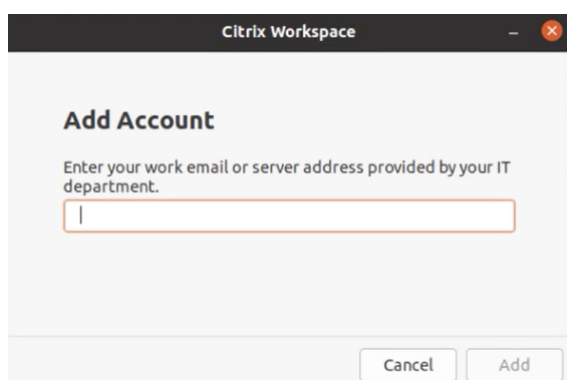 Citrix Workspace
Add Account
Enter your work email or server address provided by your IT
department.
Cancel Add